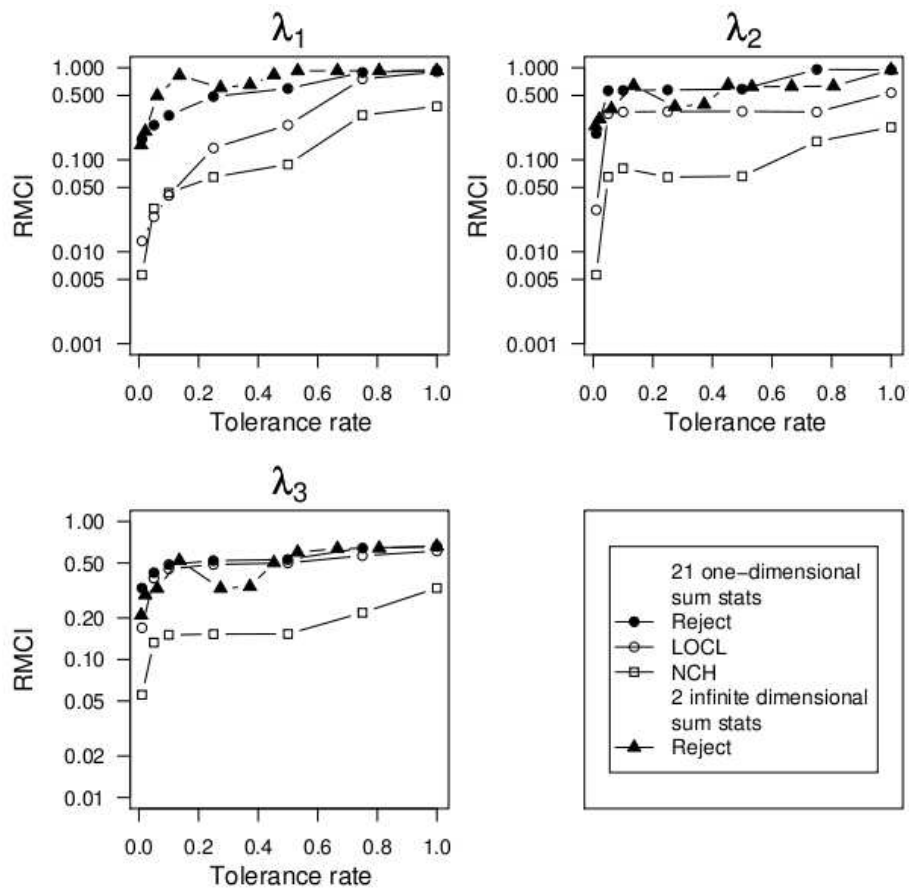 λ1
λ2
RMCI
1.000
0.500
0.100
0.050
0.010
0.005
0.001
0.0 0.2 0.4 0.6 0.8 1.0
Tolerance rate
RMCI
1.000
0.500
0.100
0.050
0.010
0.005
0.001
0.0 0.2 0.4 0.6 0.8 1.0
Tolerance rate
λ3
RMCI
1.00
0.50
0.20
0.10
0.05
0.02
0.01
0.0 0.2 0.4 0.6 0.8 1.0
Tolerance rate
21 one−dimensional
sum stats
Reject
LOCL
NCH
2 infinite dimensional
sum stats
Reject